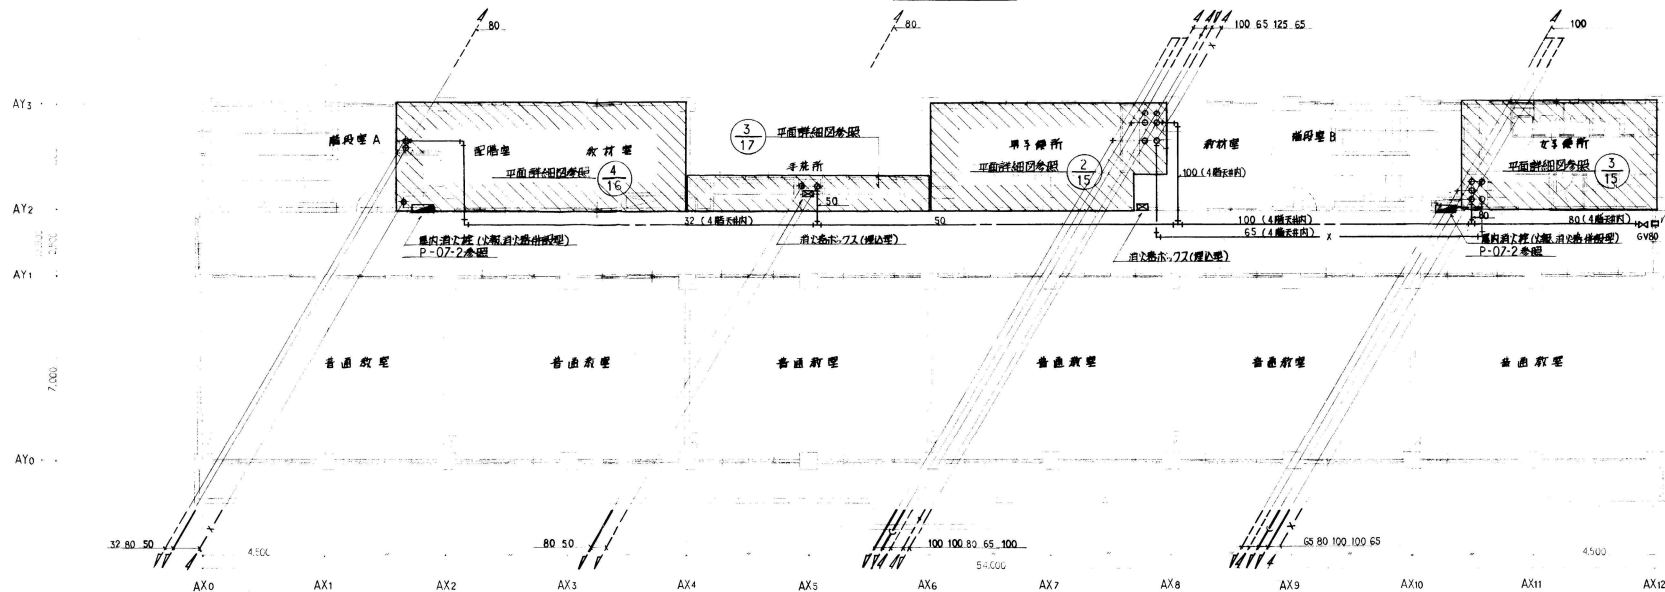 80
80
100 65 125 65
100
AY3
階段室 A
配膳室
教材室
平面詳細図参照
4
16
3
17
平面詳細図参照
手洗所
男子便所
平面詳細図参照
2
15
教材室
階段室 B
女子便所
平面詳細図参照
3
15
100 (4階天井内)
AY2
50
32 (4階天井内)
50
100 (4階天井内)
65 (4階天井内)
X
80
80 (4階天井内)
GV80
屋内消火栓 (火報、消火器併設型)
P-07-2参照
消火器ボックス (埋込型)
消火器ボックス (埋込型)
屋内消火栓 (火報、消火器併設型)
P-07-2参照
2,500
AY1
普通教室
普通教室
普通教室
普通教室
普通教室
普通教室
7,000
AY0
32 80 50
4,500
80 50
100 100 80 65 100
54,000
65 80 100 100 65
4,500
AX0
AX1
AX2
AX3
AX4
AX5
AX6
AX7
AX8
AX9
AX10
AX11
AX12